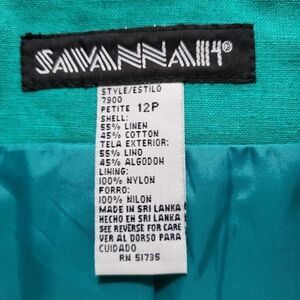 SAVANNAH®
STYLE/ESTILO
7900
PETITE 12P
SHELL:
55% LINEN
45% COTTON
TELA EXTERIOR:
55% LINO
45% ALGODON
LINING:
100% NYLON
FORRO:
100% NILON
MADE IN SRI LANKA
HECHO EN SRI LANKA
SEE REVERSE FOR CARE
VER AL DORSO PARA
CUIDADO
RN 51735